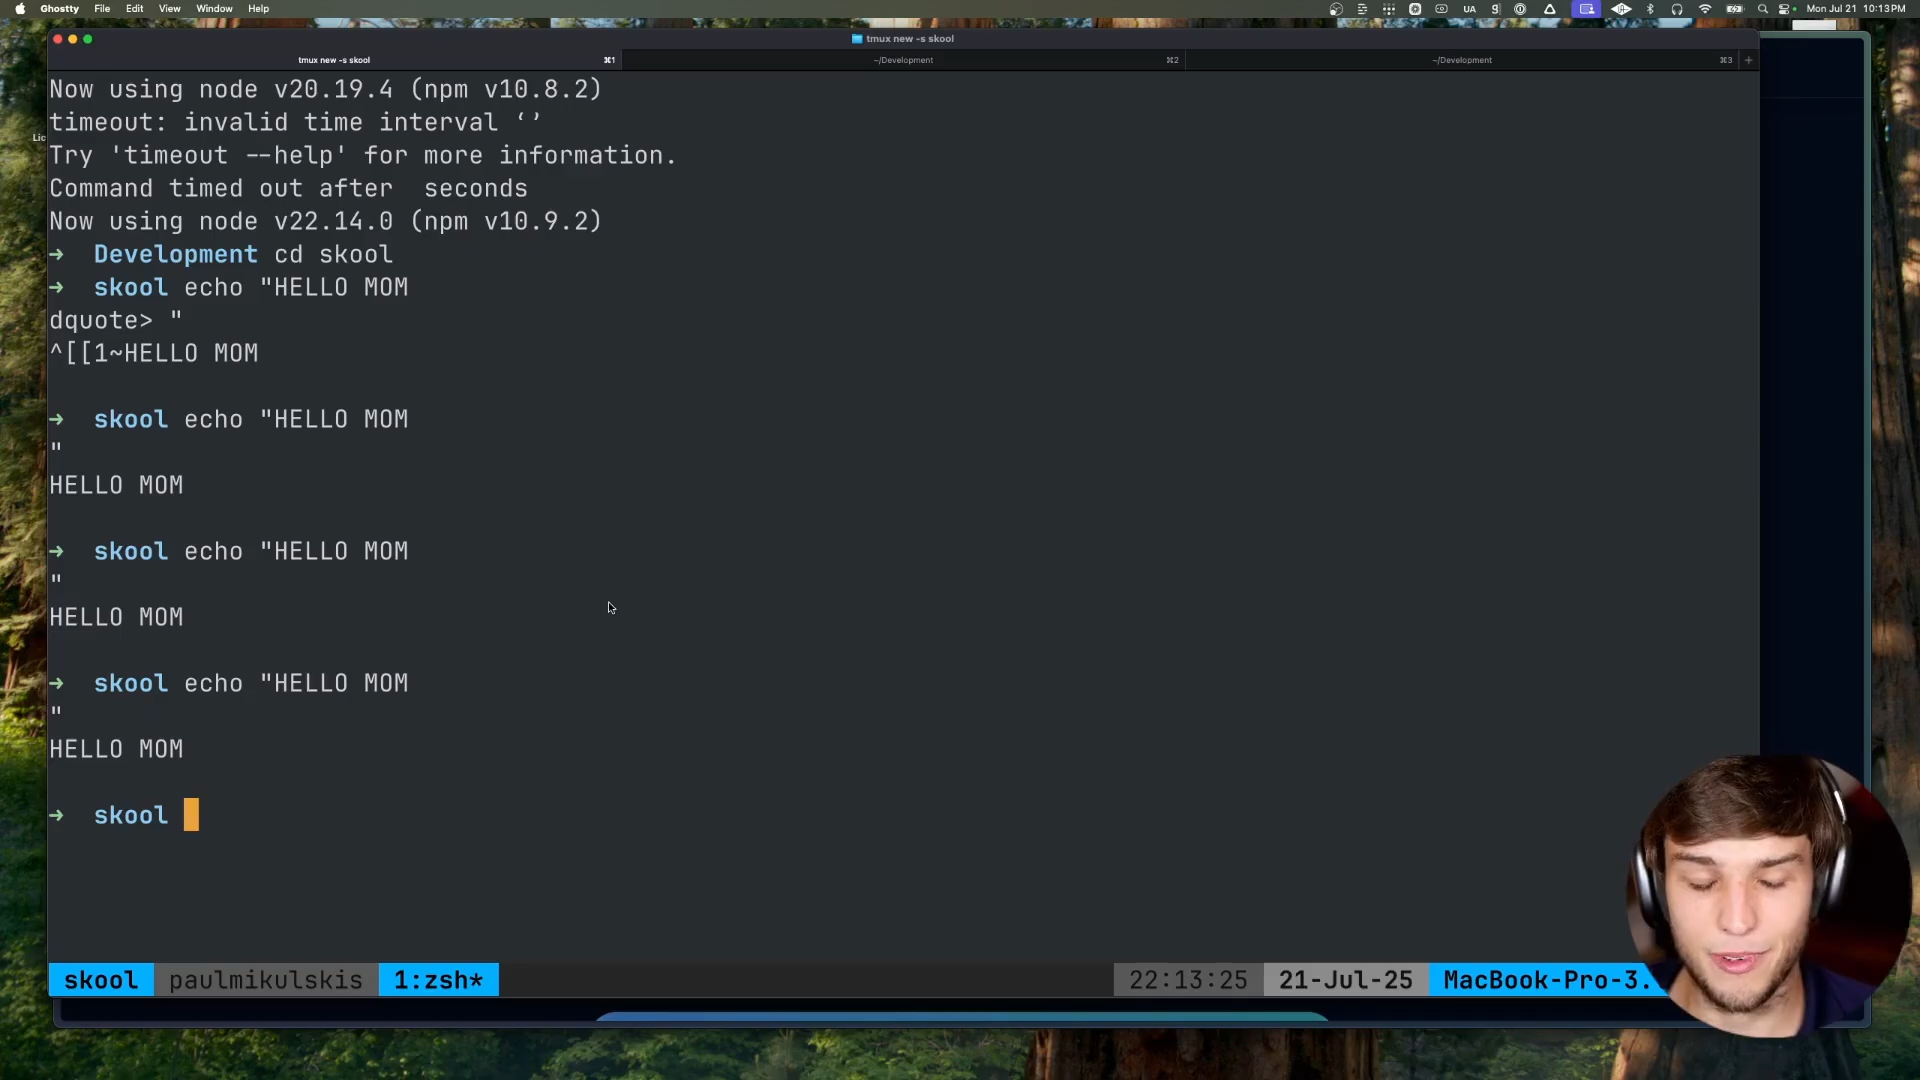 Ghostty File Edit View Window Help
UA
Mon Jul 21 10:13PM
tmux new -s skool
tmux new -s skool ⌘1 ~/Development ⌘2 ~/Development ⌘3 +
Lic
Now using node v20.19.4 (npm v10.8.2)
timeout: invalid time interval ‘’
Try 'timeout --help' for more information.
Command timed out after  seconds
Now using node v22.14.0 (npm v10.9.2)
➜  Development cd skool
➜  skool echo "HELLO MOM
dquote> "
^[[1~HELLO MOM
➜  skool echo "HELLO MOM
"
HELLO MOM
➜  skool echo "HELLO MOM
"
HELLO MOM
➜  skool echo "HELLO MOM
"
HELLO MOM
➜  skool
skool paulmikulskis 1:zsh* 22:13:25 21-Jul-25 MacBook-Pro-3.